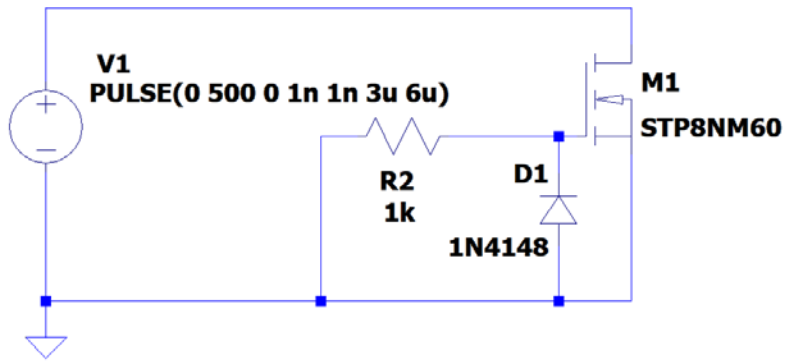 V1
PULSE(0 500 0 1n 1n 3u 6u)
M1
STP8NM60
R2
1k
D1
1N4148